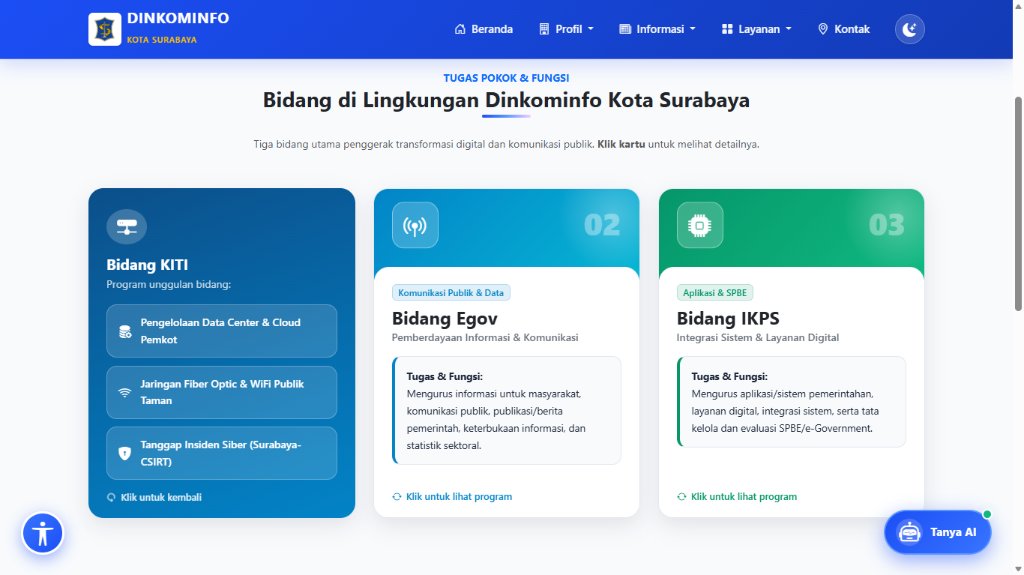 DINKOMINFO
KOTA SURABAYA
Beranda
Profil
Informasi
Layanan
Kontak
TUGAS POKOK & FUNGSI
Bidang di Lingkungan Dinkominfo Kota Surabaya
Tiga bidang utama penggerak transformasi digital dan komunikasi publik. Klik kartu untuk melihat detailnya.
Bidang KITI
Program unggulan bidang:
Pengelolaan Data Center & Cloud
Pemkot
Jaringan Fiber Optic & WiFi Publik
Taman
Tanggap Insiden Siber (Surabaya-
CSIRT)
Klik untuk kembali
02
Komunikasi Publik & Data
Bidang Egov
Pemberdayaan Informasi & Komunikasi
Tugas & Fungsi:
Mengurus informasi untuk masyarakat,
komunikasi publik, publikasi/berita
pemerintah, keterbukaan informasi, dan
statistik sektoral.
Klik untuk lihat program
03
Aplikasi & SPBE
Bidang IKPS
Integrasi Sistem & Layanan Digital
Tugas & Fungsi:
Mengurus aplikasi/sistem pemerintahan,
layanan digital, integrasi sistem, serta tata
kelola dan evaluasi SPBE/e-Government.
Klik untuk lihat program
Tanya AI